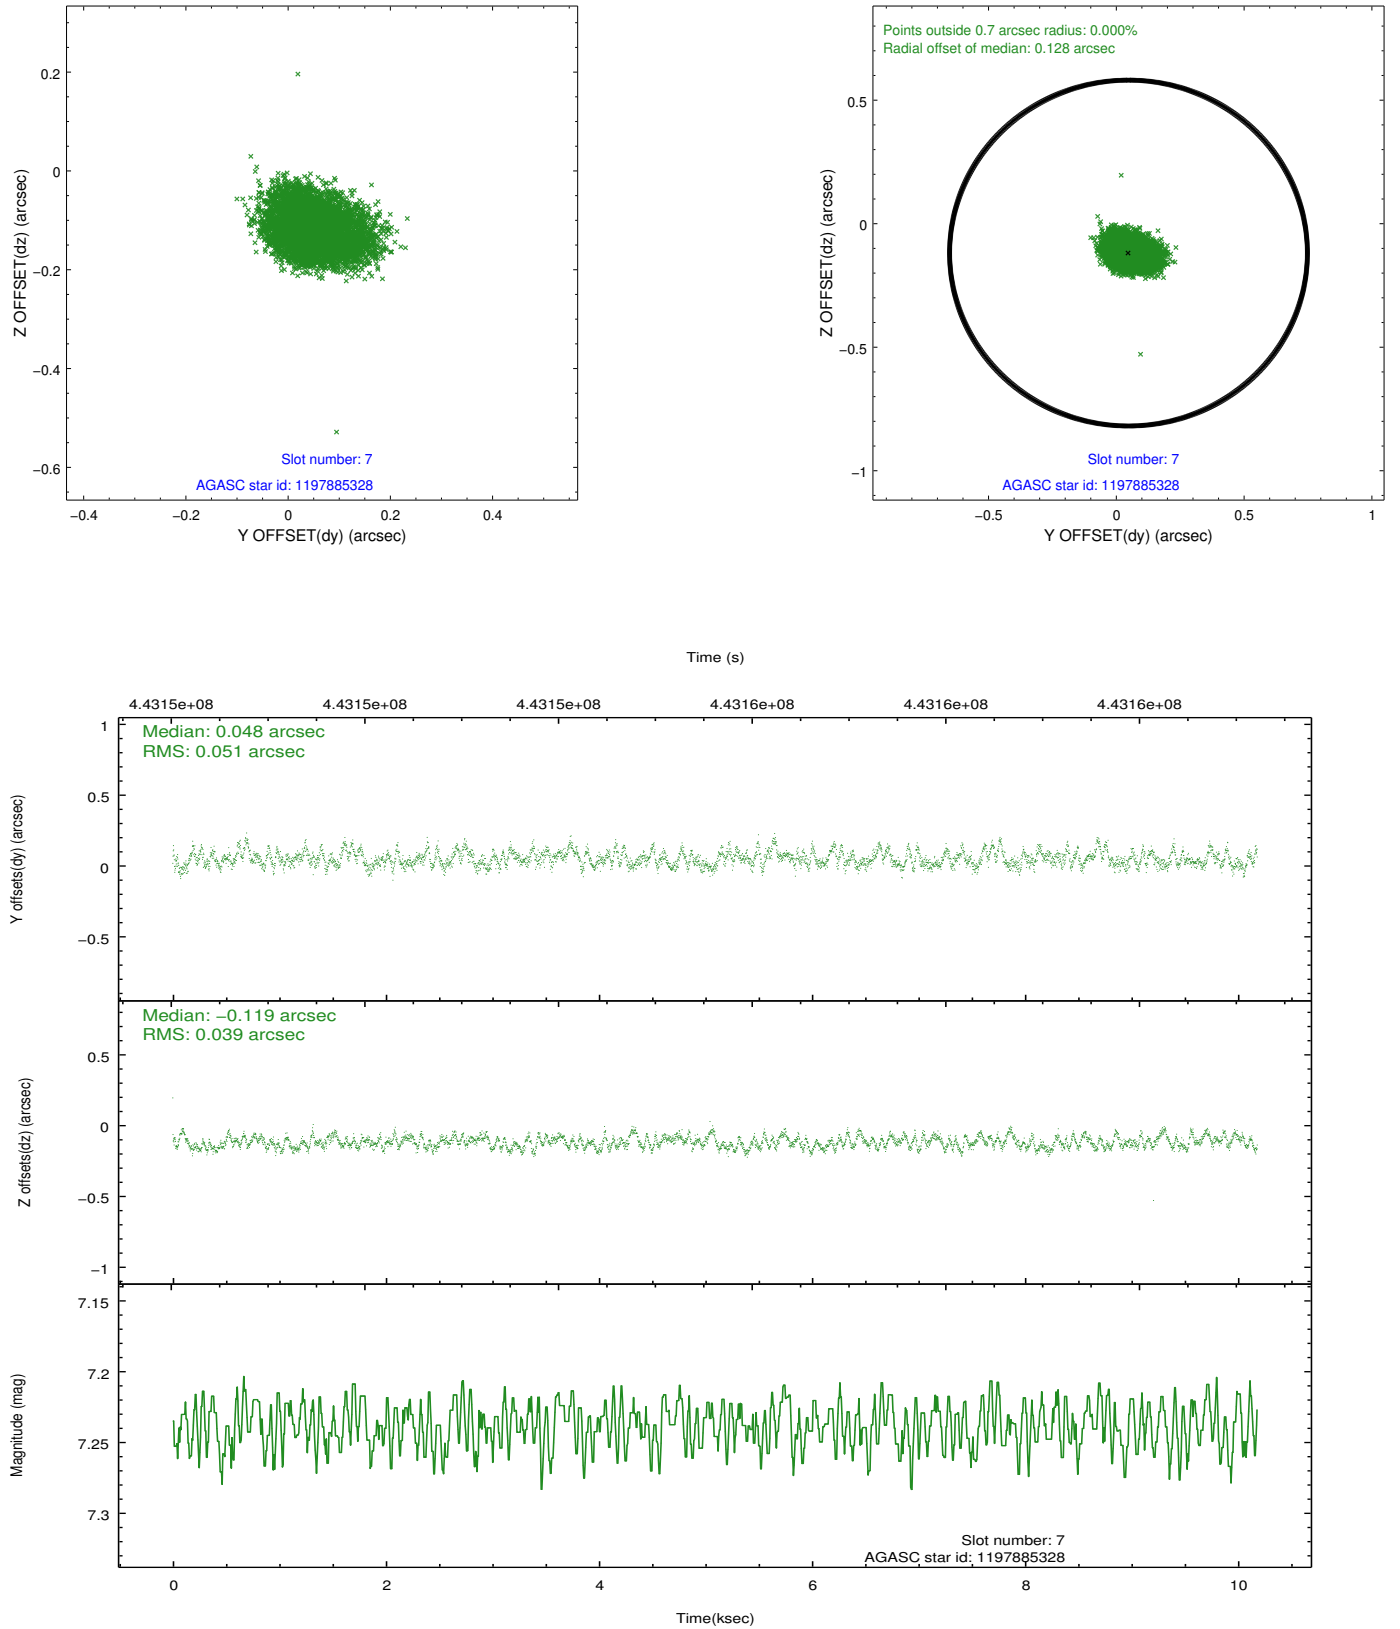 0.2
0
−0.2
−0.4
−0.6
Z OFFSET(dz) (arcsec)
Slot number: 7
AGASC star id: 1197885328
−0.4
−0.2
0
0.2
0.4
Y OFFSET(dy) (arcsec)
Points outside 0.7 arcsec radius: 0.000%
Radial offset of median: 0.128 arcsec
0.5
0
−0.5
−1
Z OFFSET(dz) (arcsec)
Slot number: 7
AGASC star id: 1197885328
−0.5
0
0.5
1
Y OFFSET(dy) (arcsec)
Time (s)
4.4315e+08
4.4315e+08
4.4315e+08
4.4316e+08
4.4316e+08
4.4316e+08
Median: 0.048 arcsec
RMS: 0.051 arcsec
1
0.5
0
−0.5
Y offsets(dy) (arcsec)
Median: −0.119 arcsec
RMS: 0.039 arcsec
0.5
0
−0.5
−1
Z offsets(dz) (arcsec)
7.15
7.2
7.25
7.3
Magnitude (mag)
Slot number: 7
AGASC star id: 1197885328
0
2
4
6
8
10
Time(ksec)